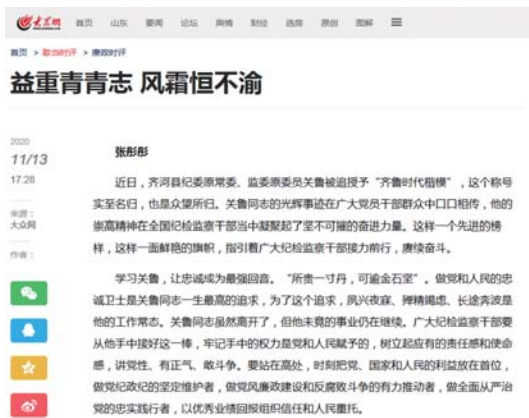 大众网 首页 山东 要闻 论坛 舆情 财经 选房 原创 图解
首页 > 敢当时评 > 廉政时评
益重青青志 风霜恒不渝
2020
11/13
17:28
来源：
大众网
作者：
张彤彤
近日，齐河县纪委原常委、监委原委员关鲁被追授予“齐鲁时代楷模”，这个称号
实至名归，也是众望所归。关鲁同志的光辉事迹在广大党员干部群众中口口相传，他的
崇高精神在全国纪检监察干部当中凝聚起了坚不可摧的奋进力量。这样一个先进的榜
样，这样一面鲜艳的旗帜，指引着广大纪检监察干部接力前行，赓续奋斗。
学习关鲁，让忠诚成为最强回音。“所贵一寸丹，可逾金石坚”。做党和人民的忠
诚卫士是关鲁同志一生最高的追求，为了这个追求，夙兴夜寐、殚精竭虑、长途奔波是
他的工作常态。关鲁同志虽然离开了，但他未竟的事业仍在继续。广大纪检监察干部要
从他手中接好这一棒，牢记手中的权力是党和人民赋予的，树立起应有的责任感和使命
感，讲党性、有正气、敢斗争。要站在高处，时刻把党、国家和人民的利益放在首位，
做党纪政纪的坚定维护者，做党风廉政建设和反腐败斗争的有力推动者，做全面从严治
党的忠实践行者，以优秀业绩回报组织信任和人民重托。